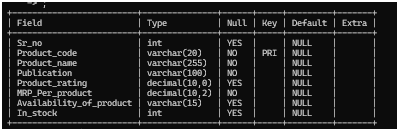 -> ;
| Field | Type | Null | Key | Default | Extra |
| Sr_no | int | YES | | NULL | |
| Product_code | varchar(20) | NO | PRI | NULL | |
| Product_name | varchar(255) | NO | | NULL | |
| Publication | varchar(100) | NO | | NULL | |
| Product_rating | decimal(10,0) | YES | | NULL | |
| MRP_Per_product | decimal(10,2) | NO | | NULL | |
| Availability_of_product | varchar(15) | YES | | NULL | |
| In_stock | int | YES | | NULL | |